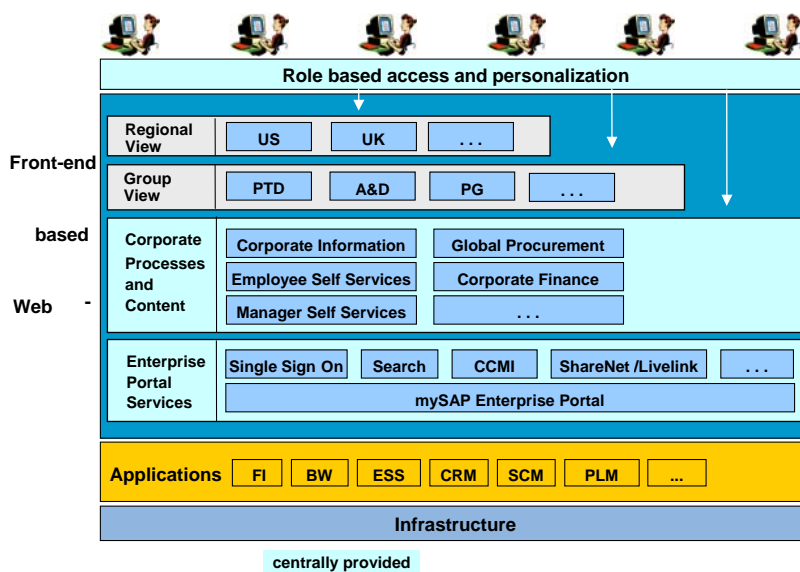 Role based access and personalization
Regional
View
US
UK
. . .
Front-end
Group
View
PTD
A&D
PG
. . .
based
Corporate
Processes
and
Content
Corporate Information
Global Procurement
Employee Self Services
Corporate Finance
Manager Self Services
. . .
Web -
Enterprise
Portal
Services
Single Sign On
Search
CCMI
ShareNet /Livelink
. . .
mySAP Enterprise Portal
Applications
FI
BW
ESS
CRM
SCM
PLM
...
Infrastructure
centrally provided